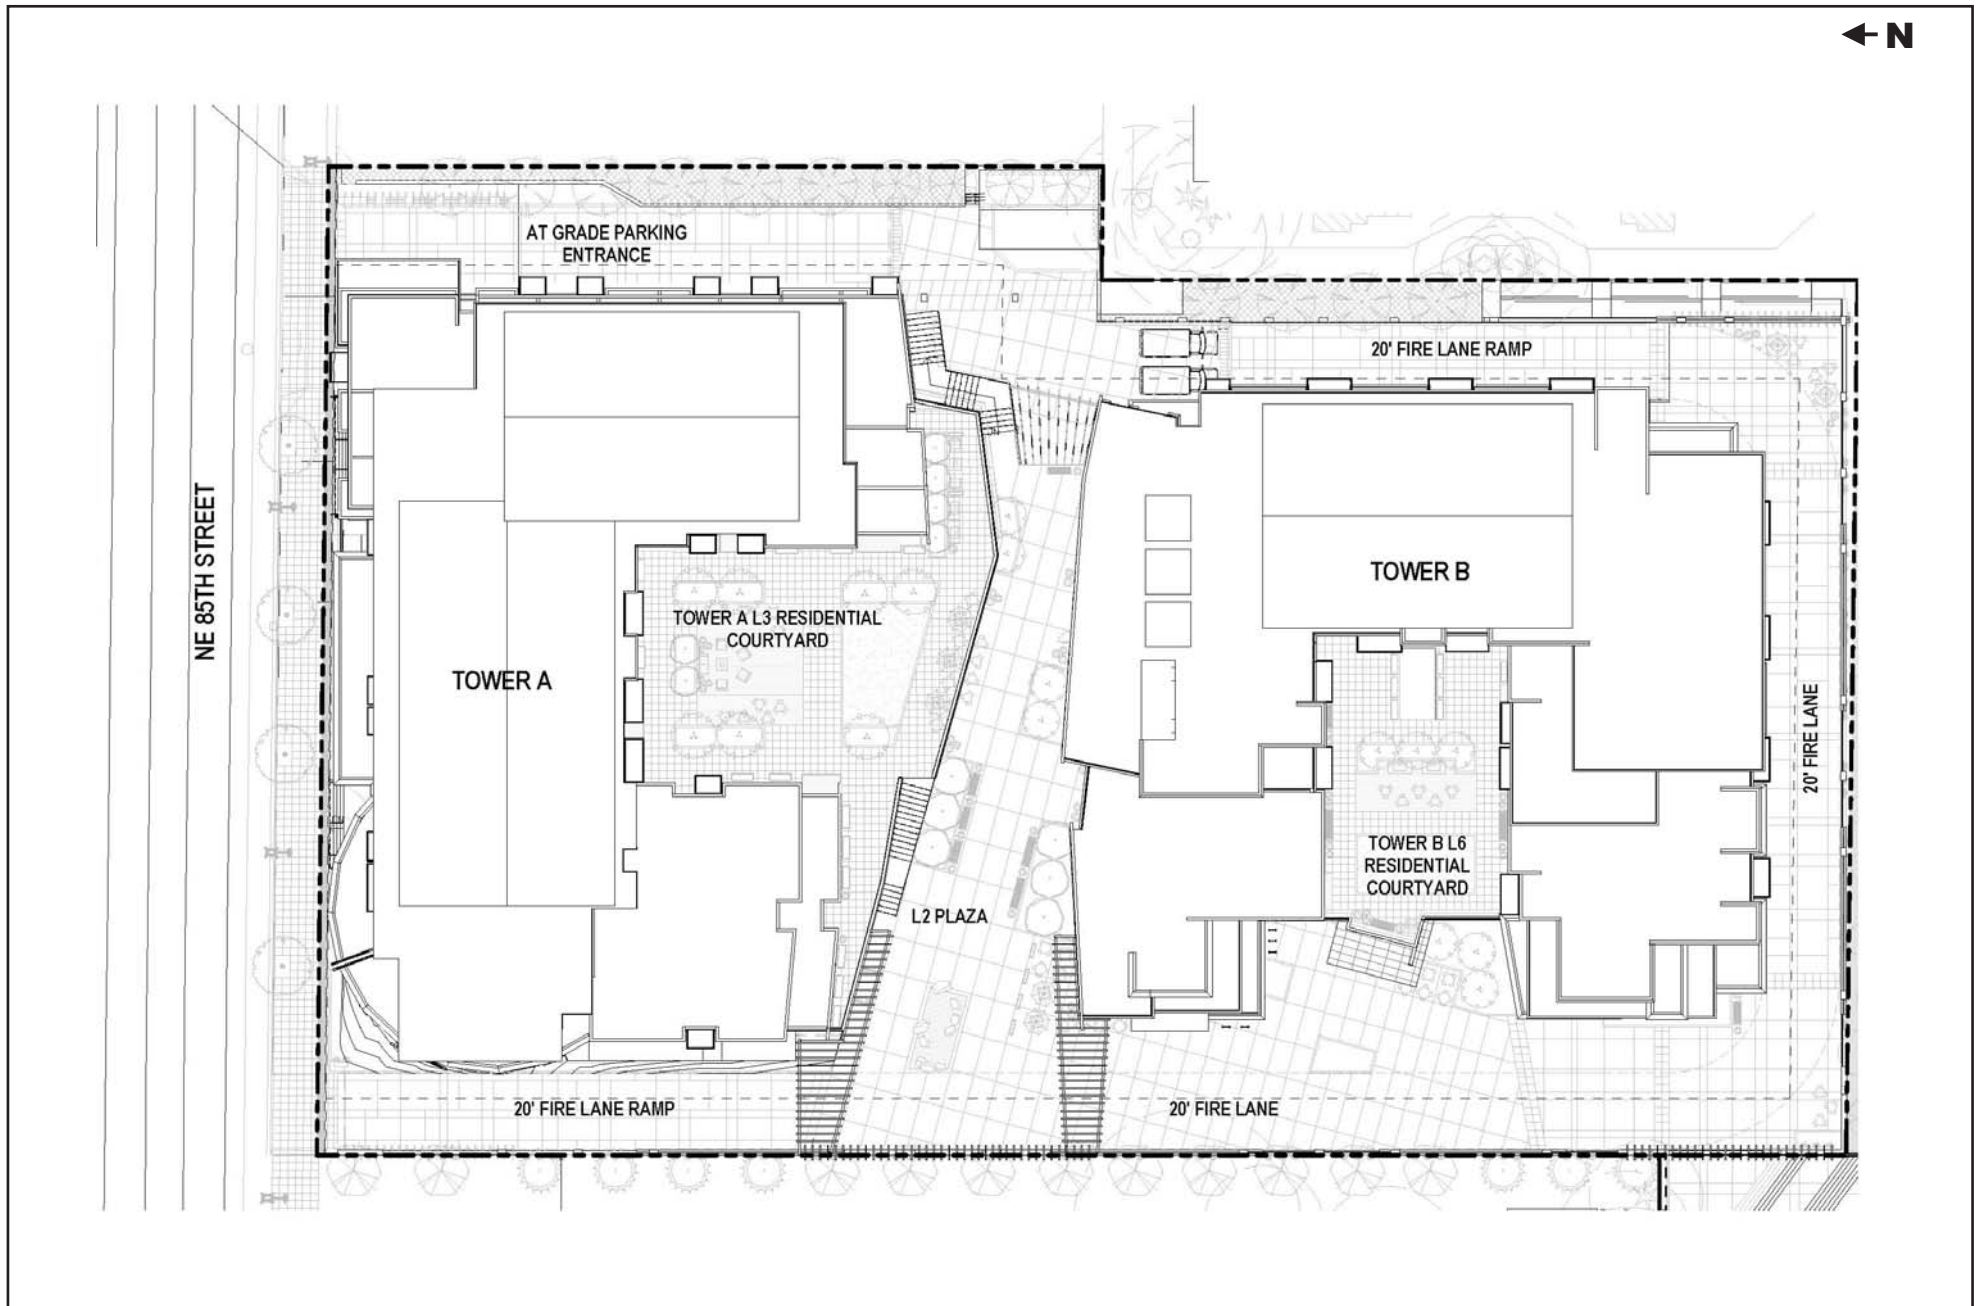 N
AT GRADE PARKING
ENTRANCE
20' FIRE LANE RAMP
NE 85TH STREET
TOWER B
TOWER A L3 RESIDENTIAL
COURTYARD
TOWER A
20' FIRE LANE
TOWER B L6
RESIDENTIAL
COURTYARD
L2 PLAZA
20' FIRE LANE RAMP
20' FIRE LANE